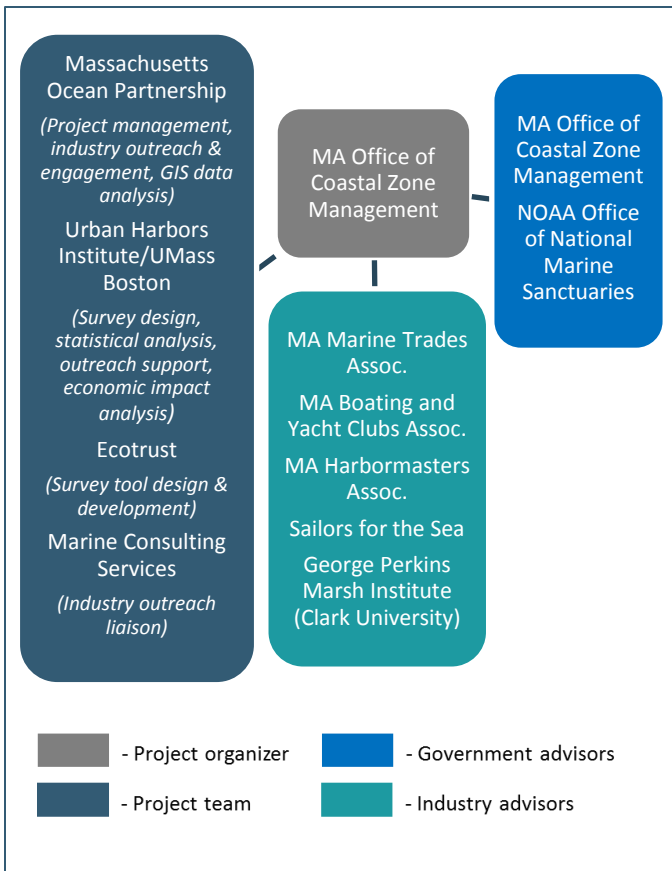 Massachusetts
Ocean Partnership
(Project management,
industry outreach &
engagement, GIS data
analysis)
Urban Harbors
Institute/UMass
Boston
(Survey design,
statistical analysis,
outreach support,
economic impact
analysis)
Ecotrust
(Survey tool design &
development)
Marine Consulting
Services
(Industry outreach
liaison)
MA Office of
Coastal Zone
Management
MA Office of
Coastal Zone
Management
NOAA Office
of National
Marine
Sanctuaries
MA Marine Trades
Assoc.
MA Boating and
Yacht Clubs Assoc.
MA Harbormasters
Assoc.
Sailors for the Sea
George Perkins
Marsh Institute
(Clark University)
- Project organizer
- Government advisors
- Project team
- Industry advisors